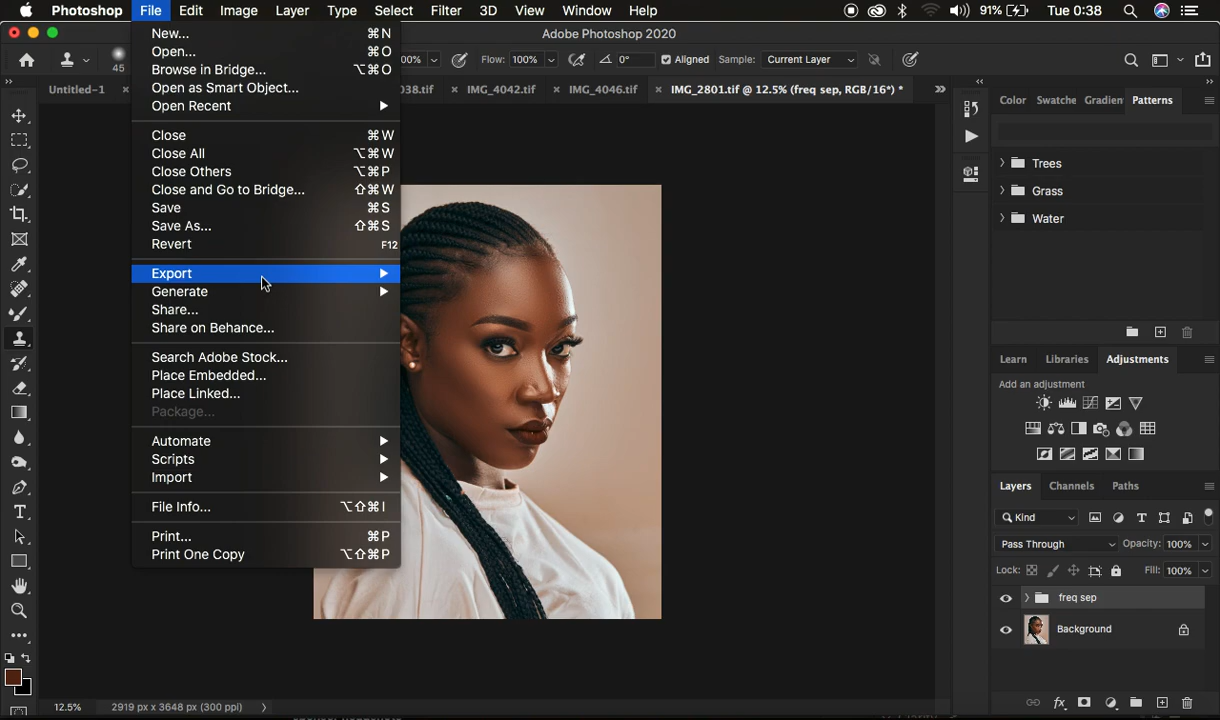 Photoshop File Edit Image Layer Type Select Filter 3D View Window Help 91% Tue 0:38
Adobe Photoshop 2020
45 00% Flow: 100% 0° Aligned Sample: Current Layer
Untitled-1 × 038.tif × IMG_4042.tif × IMG_4046.tif × IMG_2801.tif @ 12.5% (freq sep, RGB/16*) *
New... ⌘N
Open... ⌘O
Browse in Bridge... ⌥⌘O
Open as Smart Object...
Open Recent
Close ⌘W
Close All ⌥⌘W
Close Others ⌥⌘P
Close and Go to Bridge... ⇧⌘W
Save ⌘S
Save As... ⇧⌘S
Revert F12
Export
Generate
Share...
Share on Behance...
Search Adobe Stock...
Place Embedded...
Place Linked...
Package...
Automate
Scripts
Import
File Info... ⌥⇧⌘I
Print... ⌘P
Print One Copy ⌥⇧⌘P
Color Swatche Gradien Patterns
Trees
Grass
Water
Learn Libraries Adjustments
Add an adjustment
Layers Channels Paths
Kind
Pass Through Opacity: 100%
Lock: Fill: 100%
freq sep
Background
12.5% 2919 px x 3648 px (300 ppi)